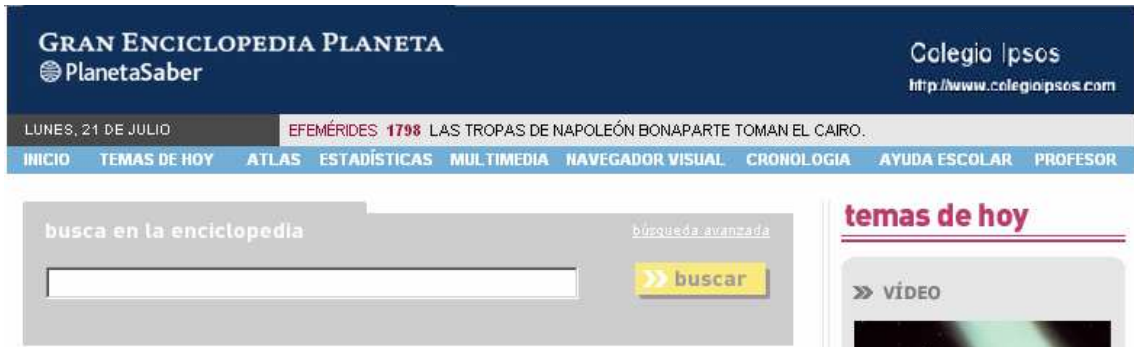 GRAN ENCICLOPEDIA PLANETA
PlanetaSaber
Colegio Ipsos
http://www.colegioipsos.com
LUNES, 21 DE JULIO
EFEMÉRIDES 1798 LAS TROPAS DE NAPOLEÓN BONAPARTE TOMAN EL CAIRO.
INICIO TEMAS DE HOY ATLAS ESTADÍSTICAS MULTIMEDIA NAVEGADOR VISUAL CRONOLOGIA AYUDA ESCOLAR PROFESOR
busca en la enciclopedia
búsqueda avanzada
buscar
temas de hoy
VÍDEO